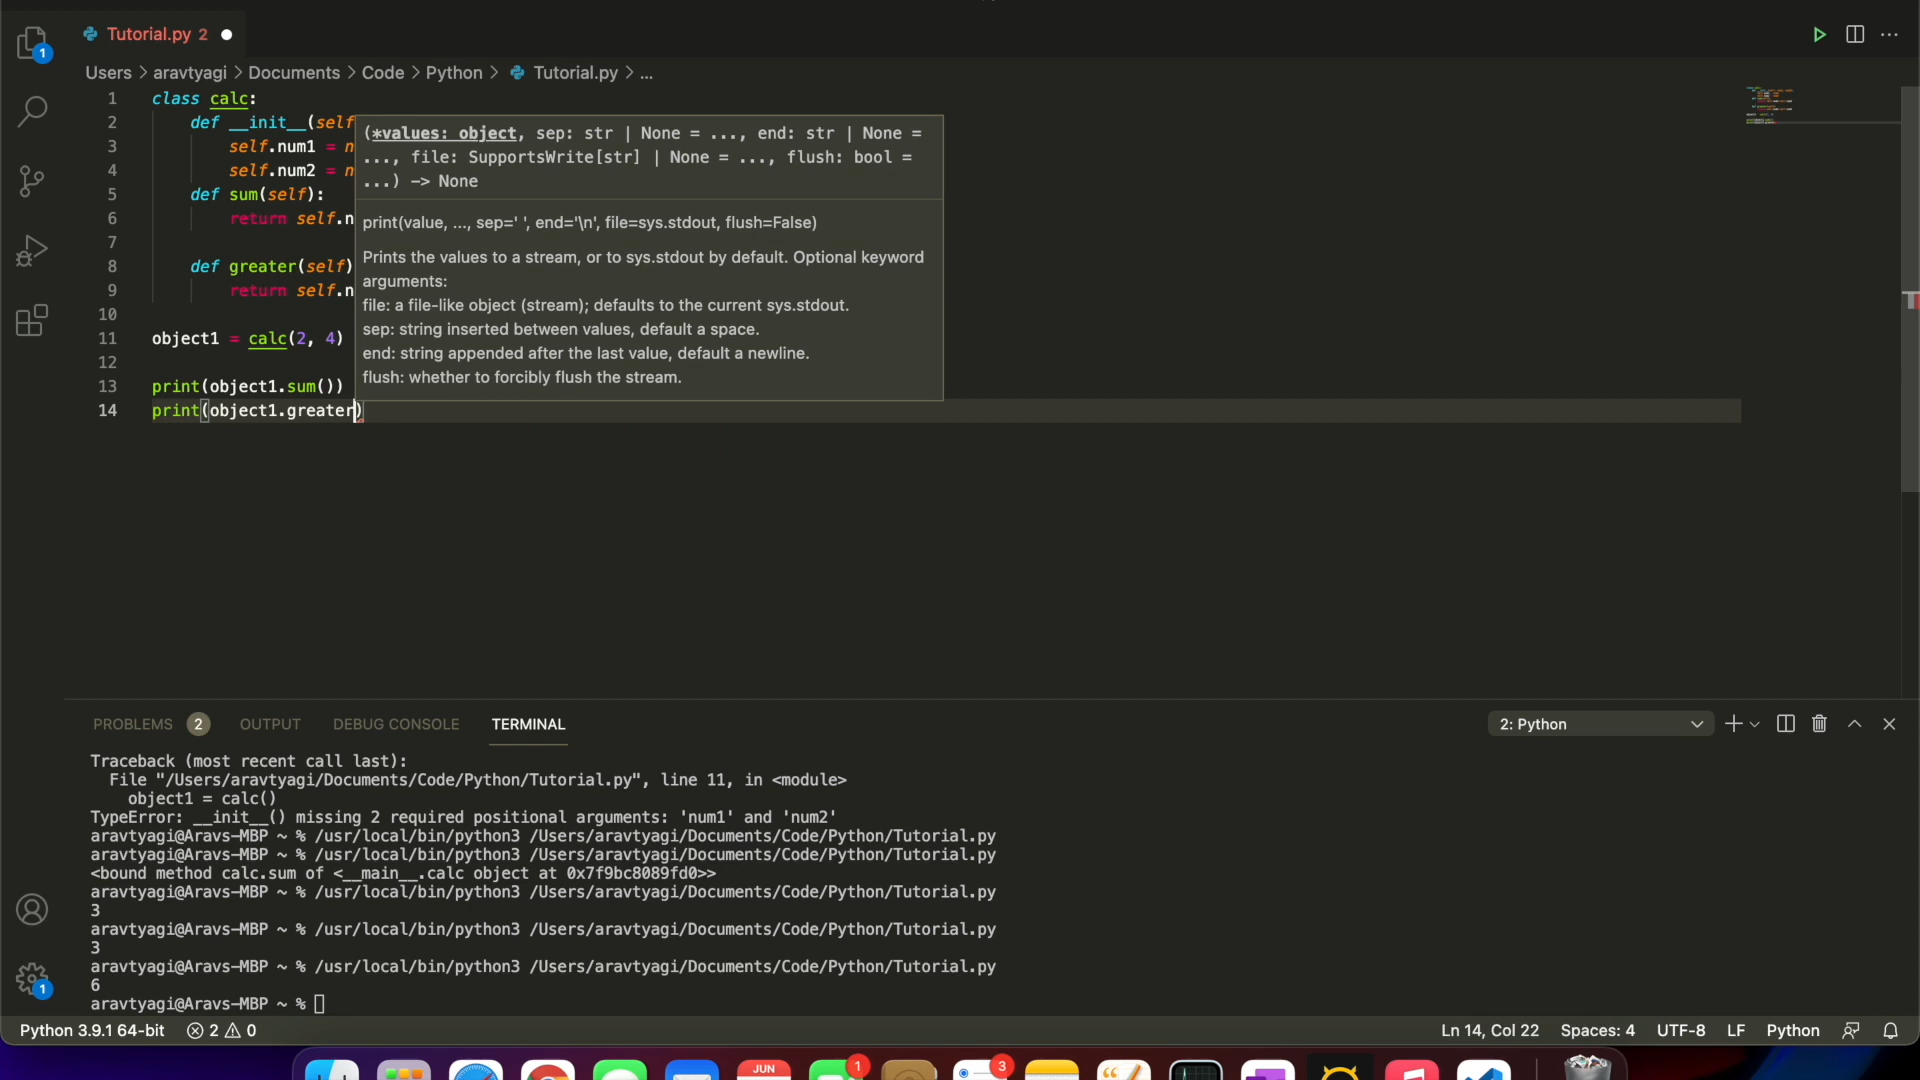 Tutorial.py 2
Users > aravtyagi > Documents > Code > Python > Tutorial.py > ...
1 class calc:
2 def __init__(self
3 self.num1 = n
4 self.num2 = n
5 def sum(self):
6 return self.n
7
8 def greater(self)
9 return self.n
10
11 object1 = calc(2, 4)
12
13 print(object1.sum())
14 print(object1.greater)
(*values: object, sep: str | None = ..., end: str | None =
..., file: SupportsWrite[str] | None = ..., flush: bool =
...) -> None
print(value, ..., sep=' ', end='\n', file=sys.stdout, flush=False)
Prints the values to a stream, or to sys.stdout by default. Optional keyword
arguments:
file: a file-like object (stream); defaults to the current sys.stdout.
sep: string inserted between values, default a space.
end: string appended after the last value, default a newline.
flush: whether to forcibly flush the stream.
PROBLEMS 2 OUTPUT DEBUG CONSOLE TERMINAL 2: Python
Traceback (most recent call last):
File "/Users/aravtyagi/Documents/Code/Python/Tutorial.py", line 11, in <module>
object1 = calc()
TypeError: __init__() missing 2 required positional arguments: 'num1' and 'num2'
aravtyagi@Aravs-MBP ~ % /usr/local/bin/python3 /Users/aravtyagi/Documents/Code/Python/Tutorial.py
aravtyagi@Aravs-MBP ~ % /usr/local/bin/python3 /Users/aravtyagi/Documents/Code/Python/Tutorial.py
<bound method calc.sum of <__main__.calc object at 0x7f9bc8089fd0>>
aravtyagi@Aravs-MBP ~ % /usr/local/bin/python3 /Users/aravtyagi/Documents/Code/Python/Tutorial.py
3
aravtyagi@Aravs-MBP ~ % /usr/local/bin/python3 /Users/aravtyagi/Documents/Code/Python/Tutorial.py
3
aravtyagi@Aravs-MBP ~ % /usr/local/bin/python3 /Users/aravtyagi/Documents/Code/Python/Tutorial.py
6
aravtyagi@Aravs-MBP ~ %
1
1
Python 3.9.1 64-bit 2 0 Ln 14, Col 22 Spaces: 4 UTF-8 LF Python
JUN 1 3